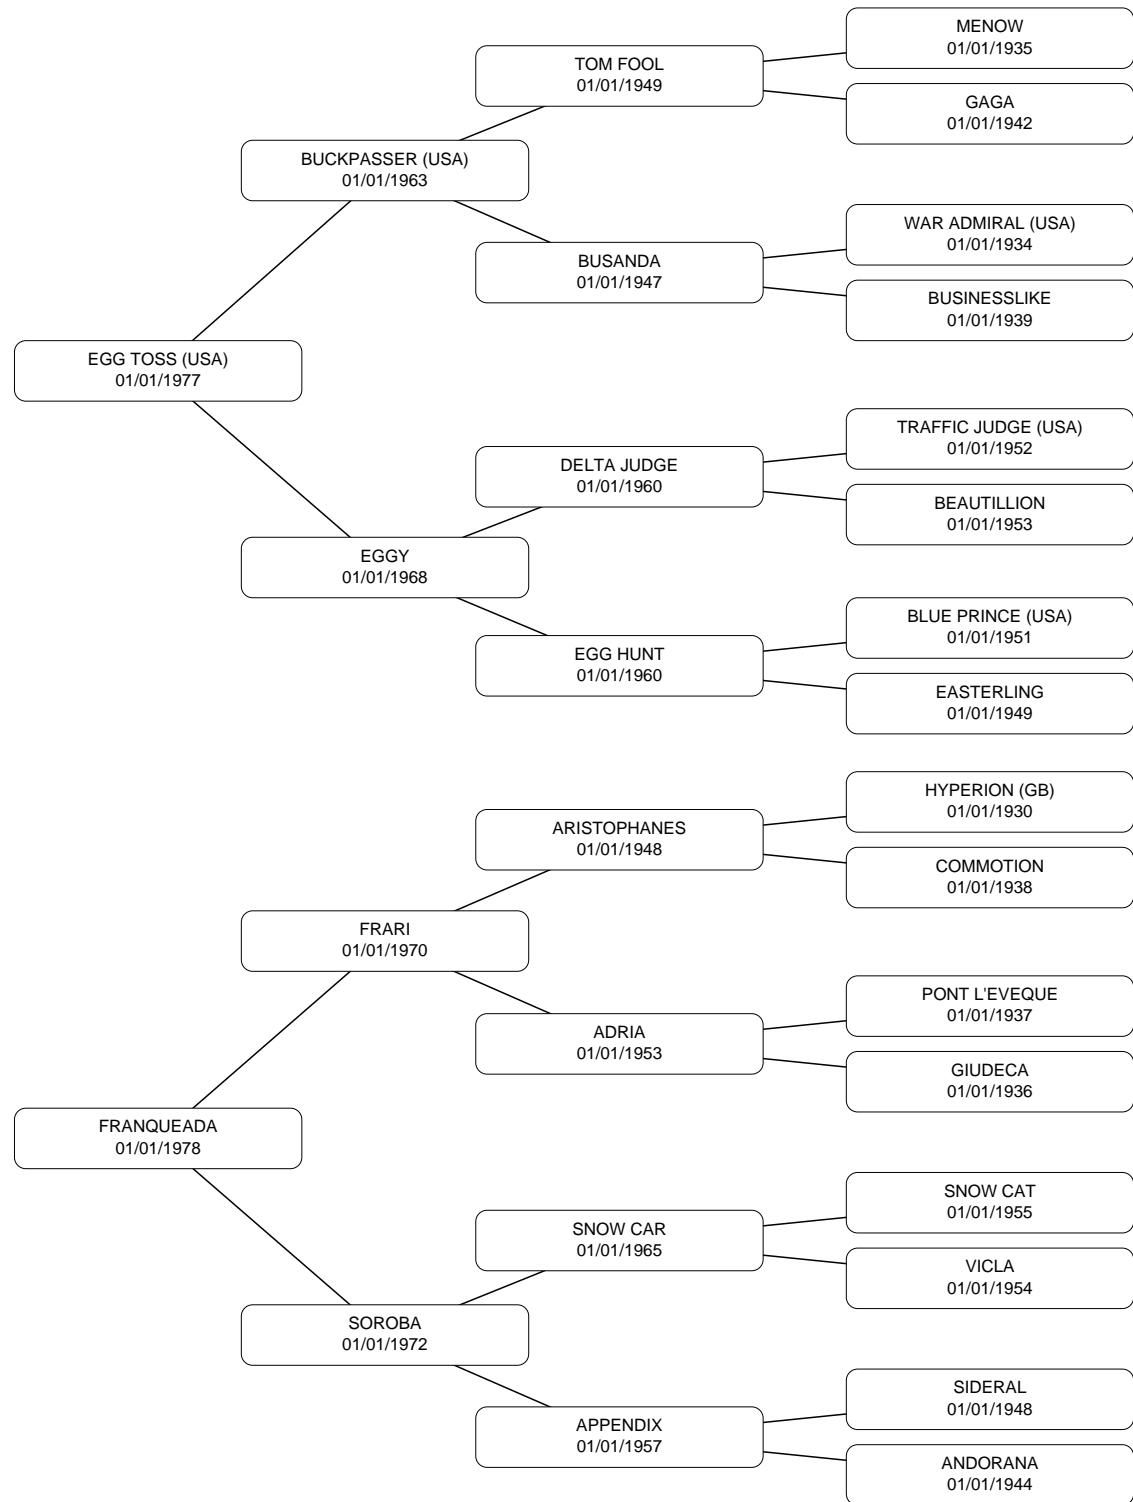 MENOW
01/01/1935
TOM FOOL
01/01/1949
GAGA
01/01/1942
BUCKPASSER (USA)
01/01/1963
WAR ADMIRAL (USA)
01/01/1934
BUSANDA
01/01/1947
BUSINESSLIKE
01/01/1939
EGG TOSS (USA)
01/01/1977
TRAFFIC JUDGE (USA)
01/01/1952
DELTA JUDGE
01/01/1960
BEAUTILLION
01/01/1953
EGGY
01/01/1968
BLUE PRINCE (USA)
01/01/1951
EGG HUNT
01/01/1960
EASTERLING
01/01/1949
HYPERION (GB)
01/01/1930
ARISTOPHANES
01/01/1948
COMMOTION
01/01/1938
FRARI
01/01/1970
PONT L'EVEQUE
01/01/1937
ADRIA
01/01/1953
GIUDECA
01/01/1936
FRANQUEADA
01/01/1978
SNOW CAT
01/01/1955
SNOW CAR
01/01/1965
VICLA
01/01/1954
SOROBA
01/01/1972
SIDERAL
01/01/1948
APPENDIX
01/01/1957
ANDORANA
01/01/1944